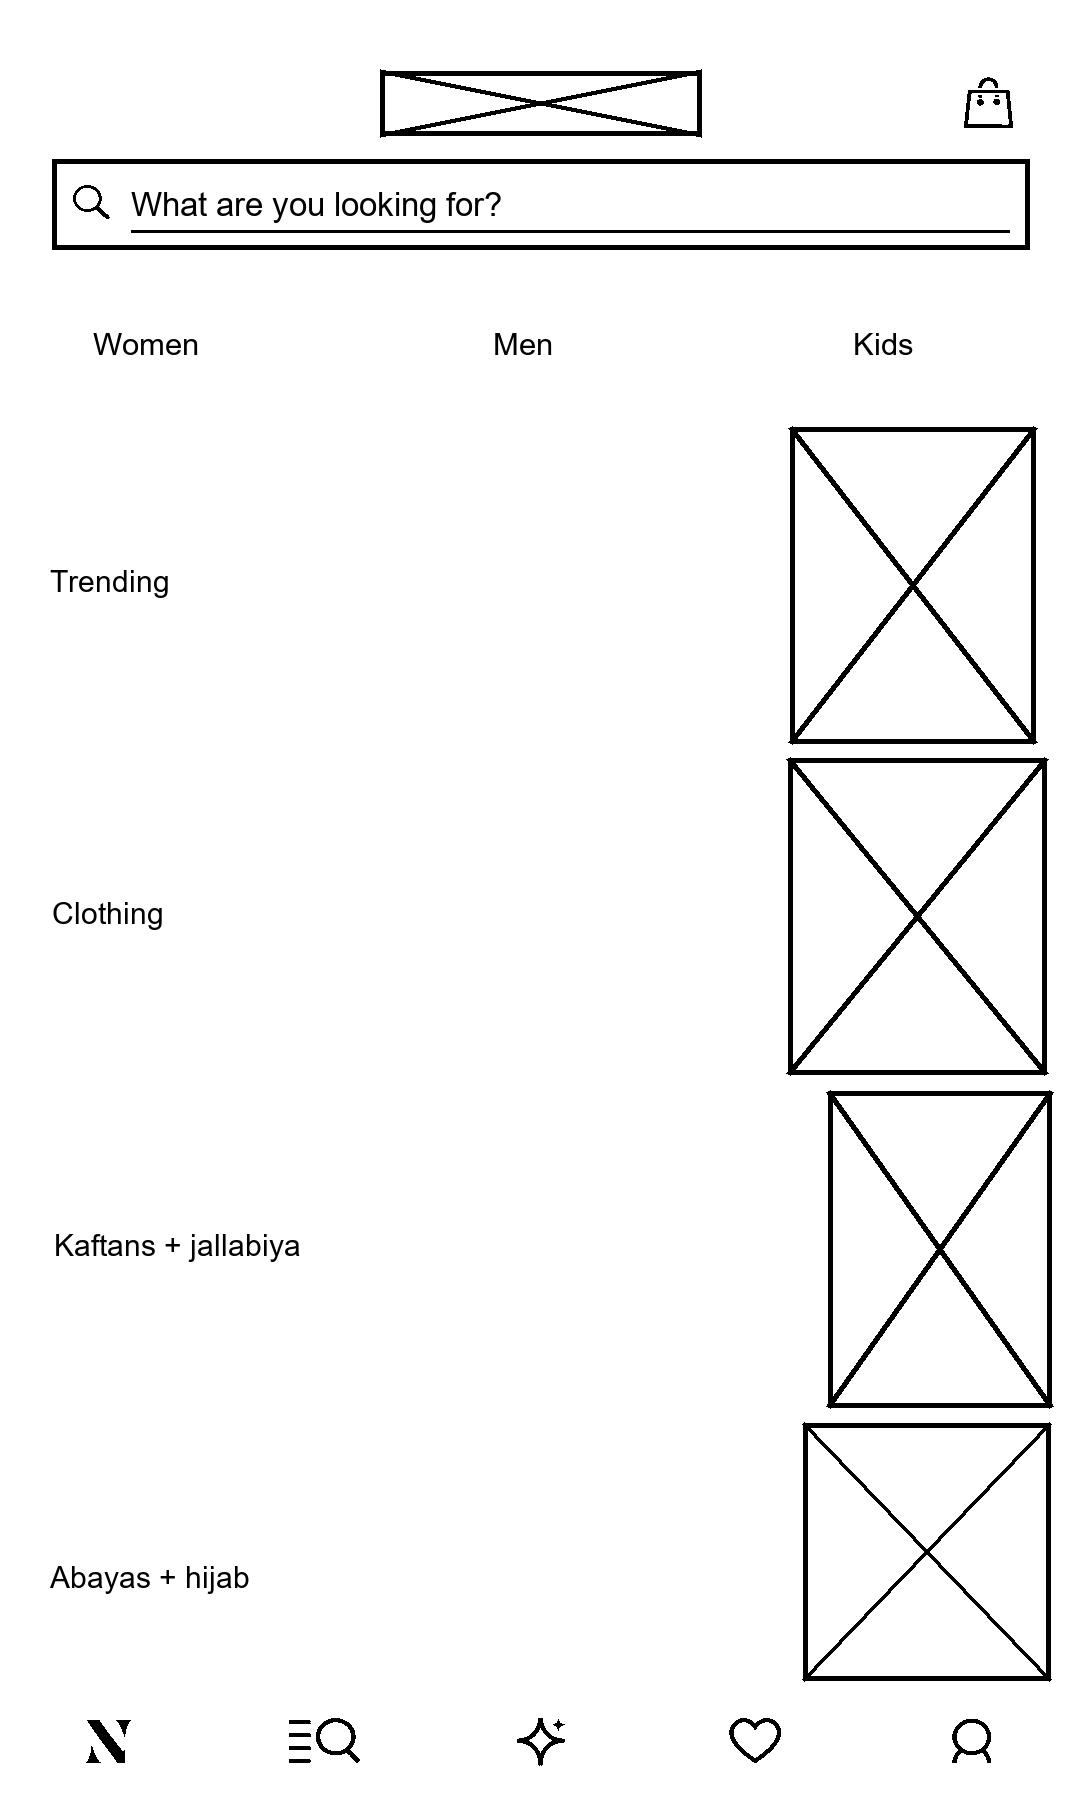 What are you looking for?
Women Men Kids
Trending
Clothing
Kaftans + jallabiya
Abayas + hijab
N